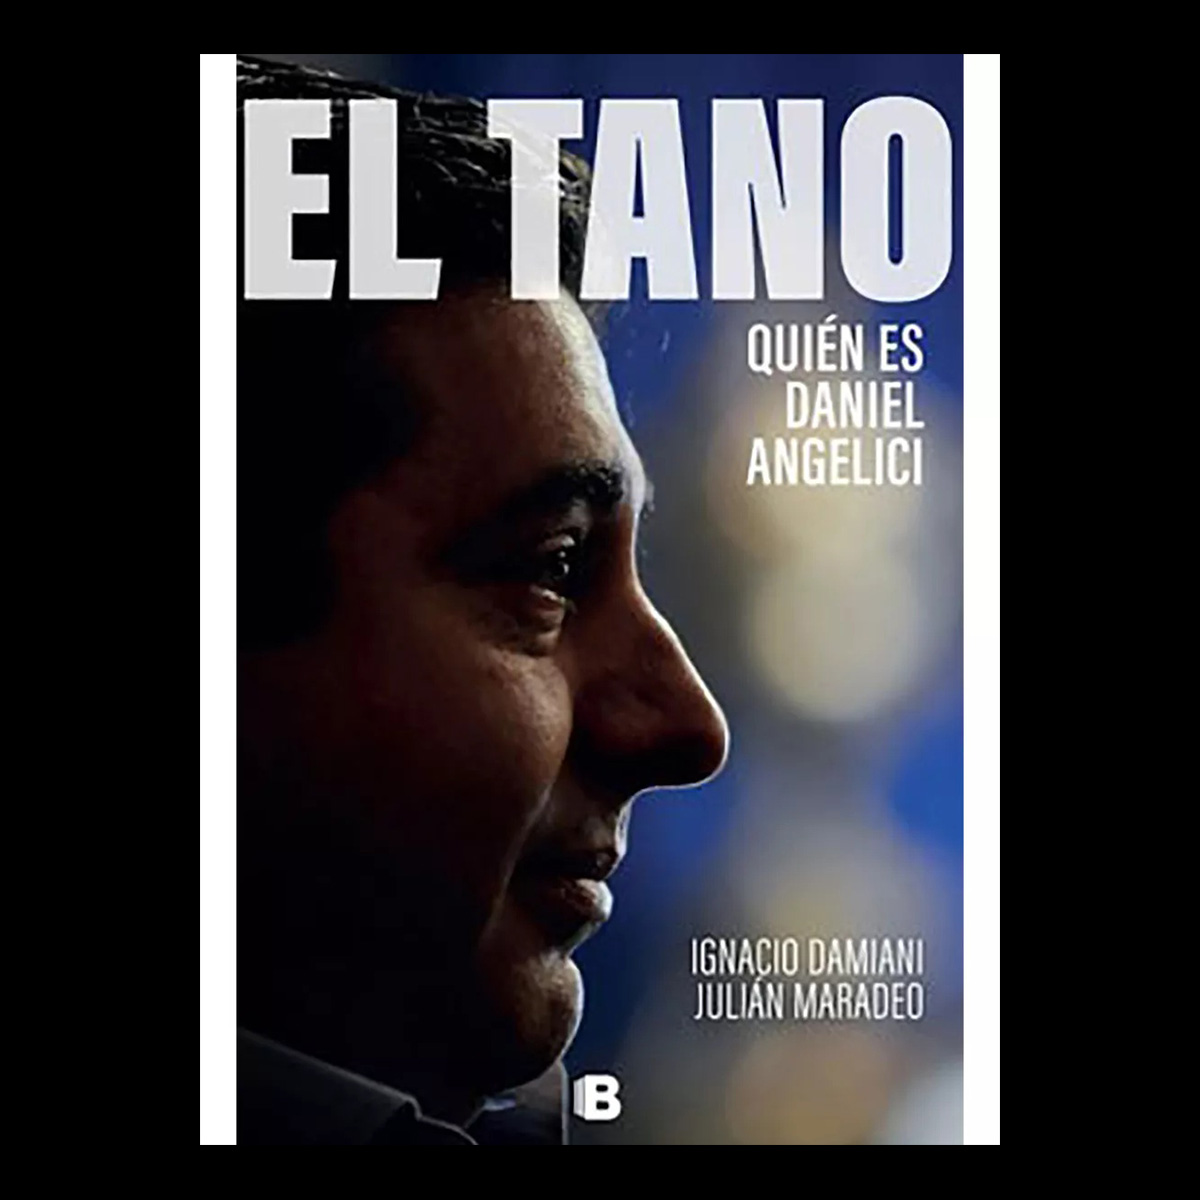 EL TANO
QUIÉN ES
DANIEL
ANGELICI
IGNACIO DAMIANI
JULIÁN MARADEO
B